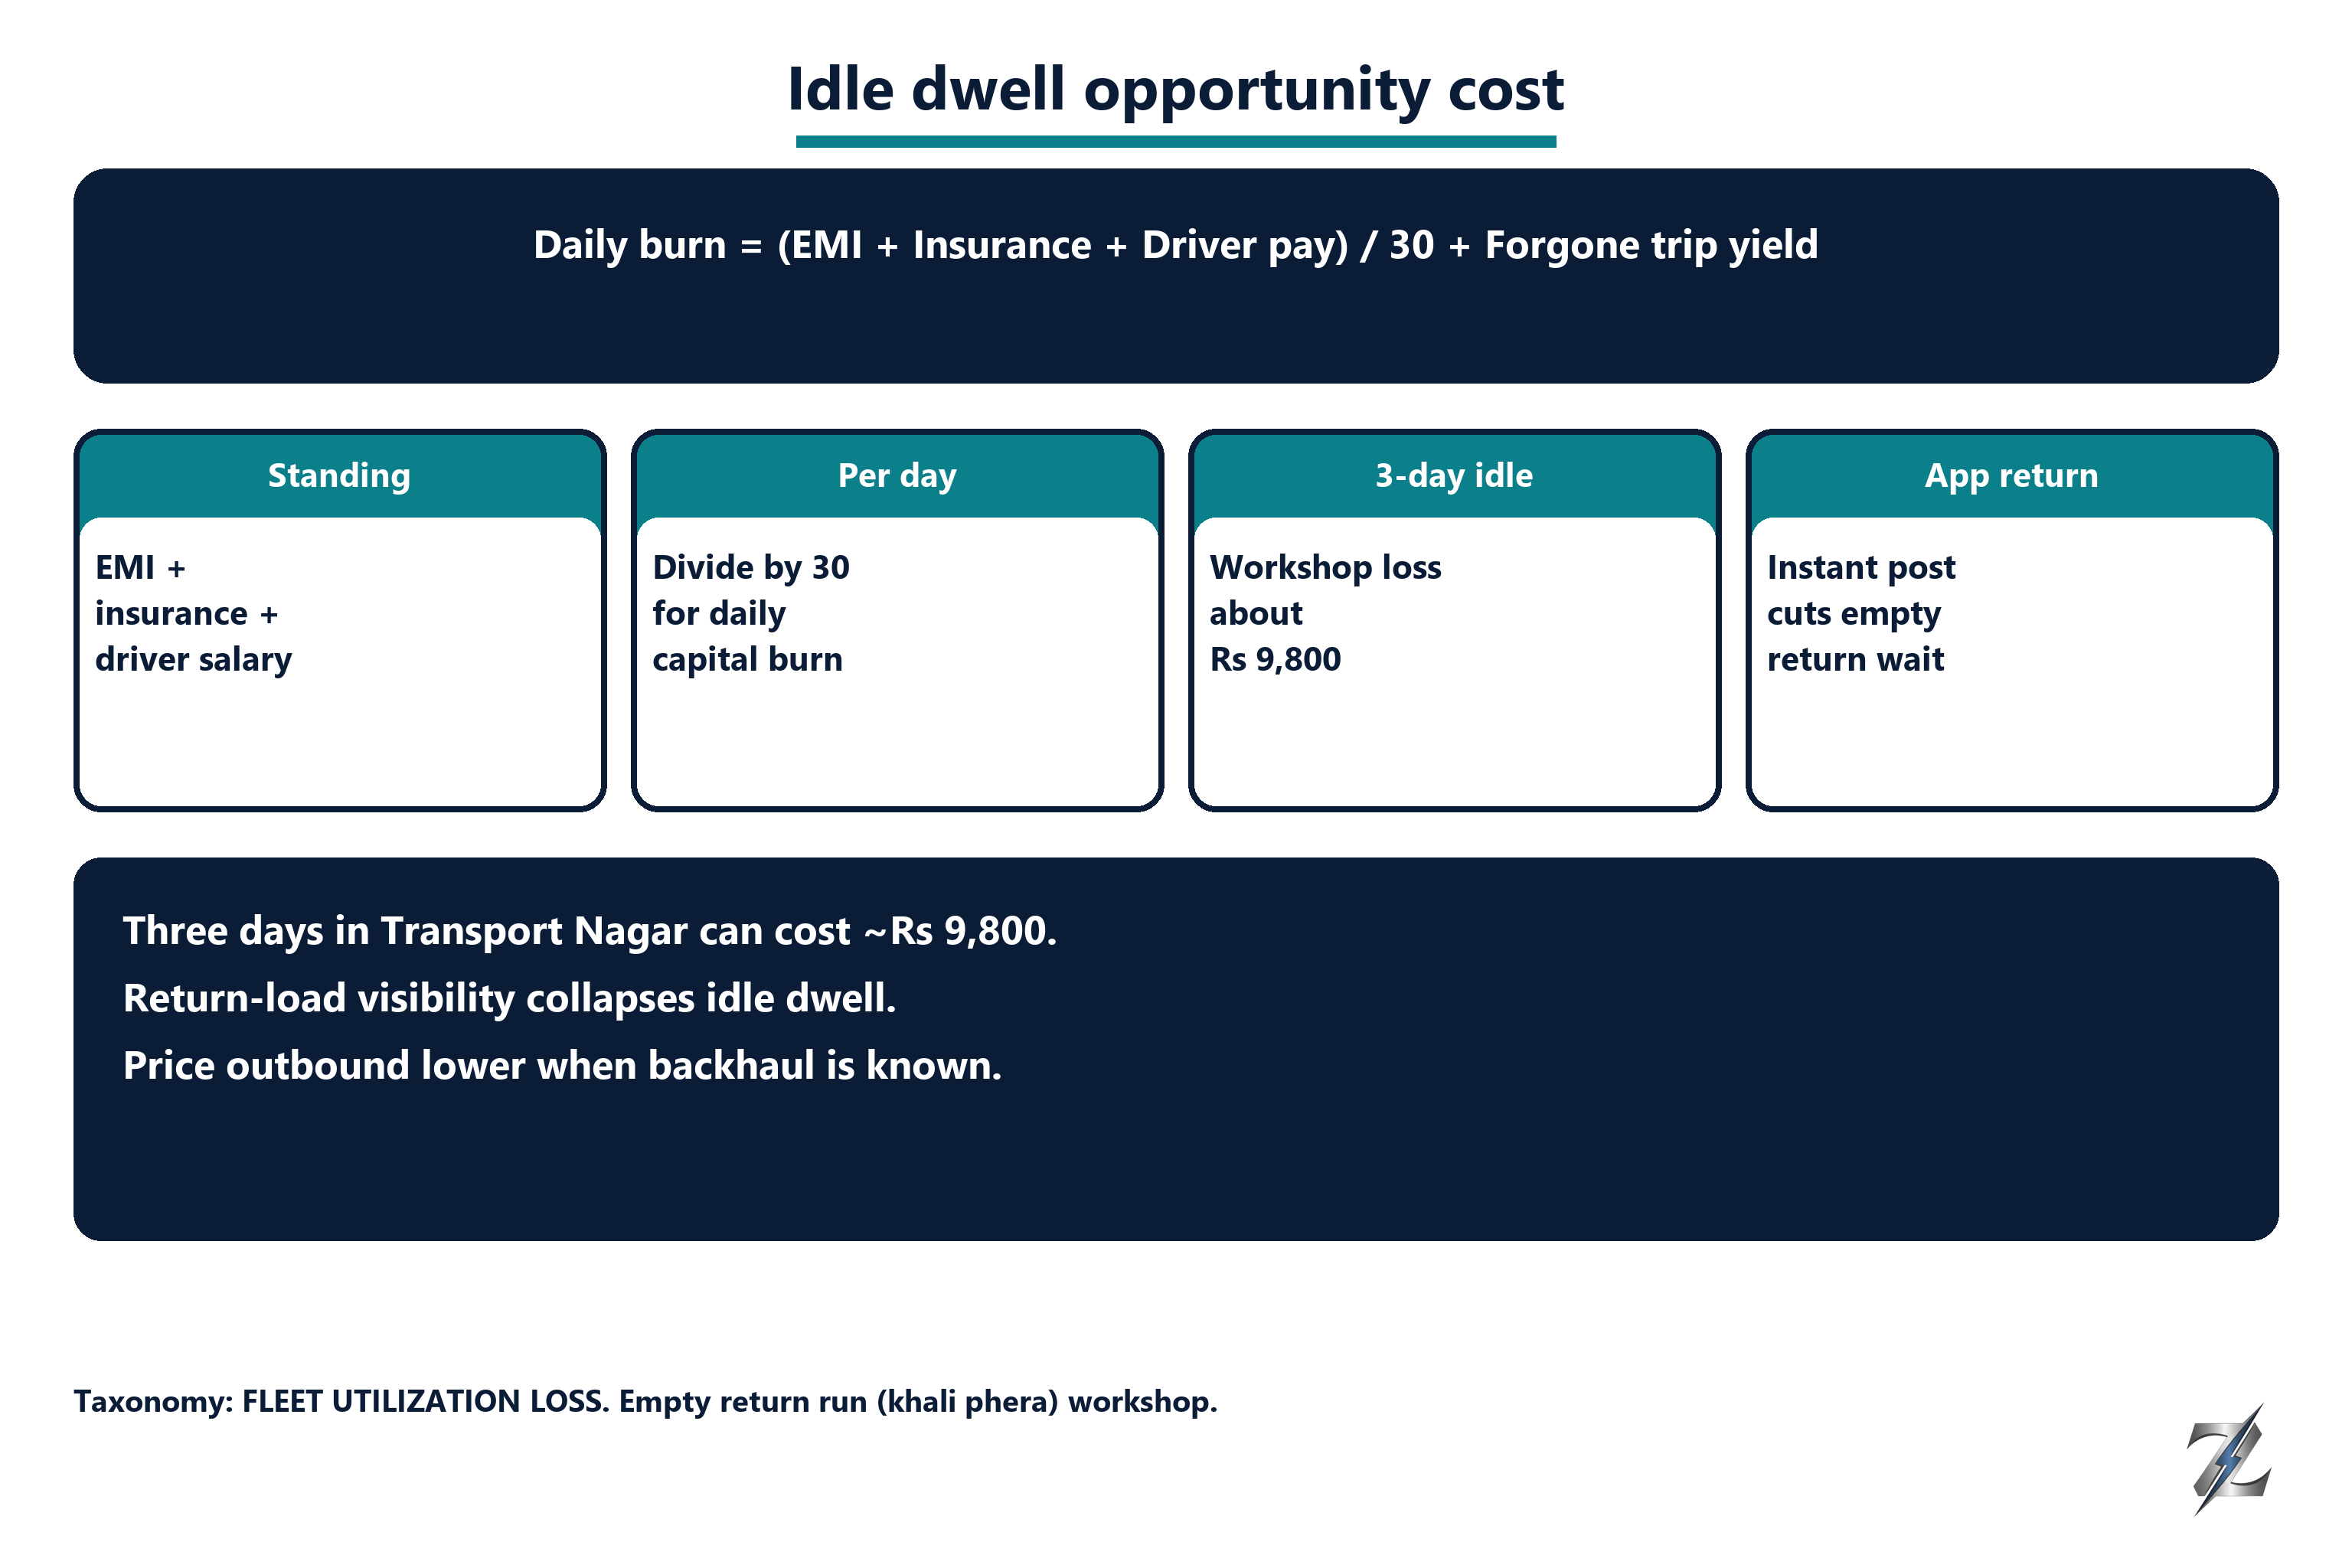 Idle dwell opportunity cost
Daily burn = (EMI + Insurance + Driver pay) / 30 + Forgone trip yield
Standing
EMI +
insurance +
driver salary
Per day
Divide by 30
for daily
capital burn
3-day idle
Workshop loss
about
Rs 9,800
App return
Instant post
cuts empty
return wait
Three days in Transport Nagar can cost ~Rs 9,800.
Return-load visibility collapses idle dwell.
Price outbound lower when backhaul is known.
Taxonomy: FLEET UTILIZATION LOSS. Empty return run (khali phera) workshop.
Z